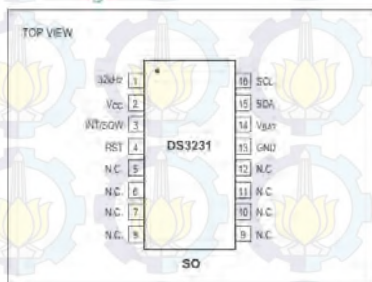 TOP VIEW
32kHz 1 16 SCL
VCC 2 15 SDA
INT/SQW 3 14 VBAT
RST 4 DS3231 13 GND
N.C. 5 12 N.C.
N.C. 6 11 N.C.
N.C. 7 10 N.C.
N.C. 8 9 N.C.
SO